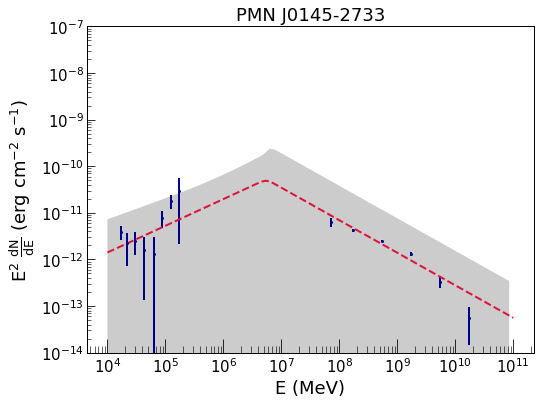 PMN J0145-2733
E² dN/dE (erg cm⁻² s⁻¹)
10⁻⁷
10⁻⁸
10⁻⁹
10⁻¹⁰
10⁻¹¹
10⁻¹²
10⁻¹³
10⁻¹⁴
10⁴ 10⁵ 10⁶ 10⁷ 10⁸ 10⁹ 10¹⁰ 10¹¹
E (MeV)